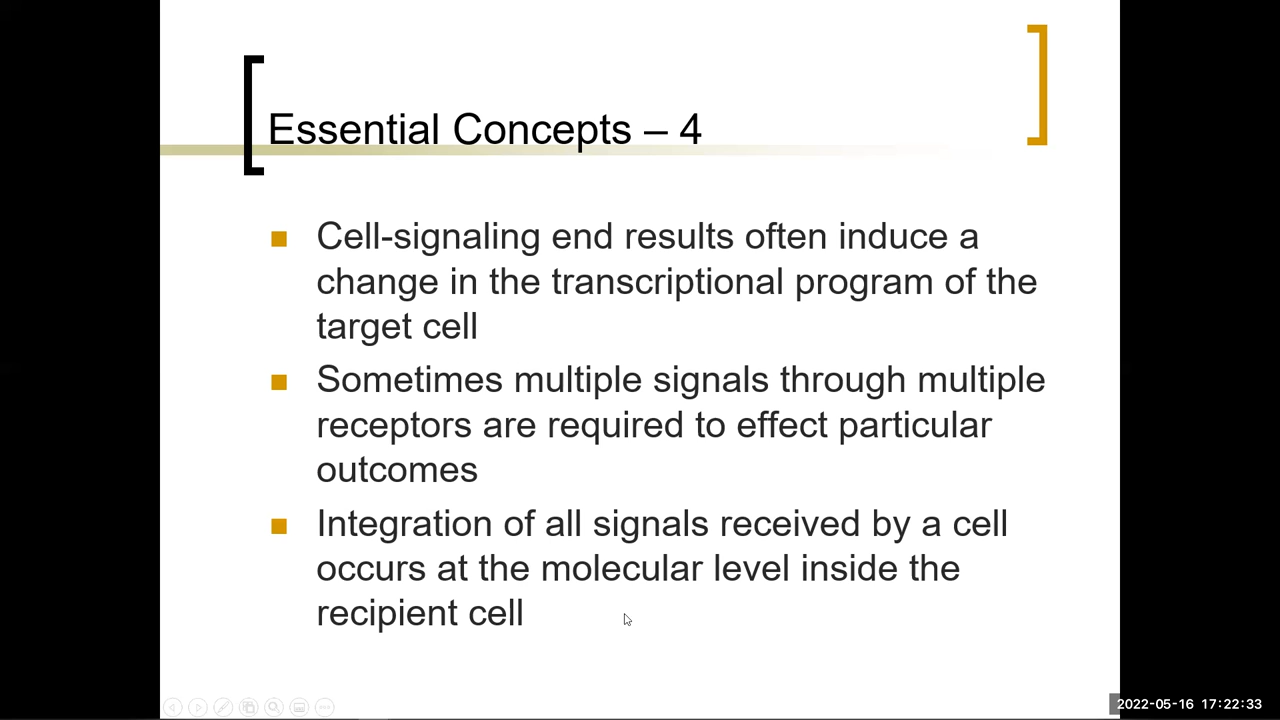 Essential Concepts – 4
Cell-signaling end results often induce a
change in the transcriptional program of the
target cell
Sometimes multiple signals through multiple
receptors are required to effect particular
outcomes
Integration of all signals received by a cell
occurs at the molecular level inside the
recipient cell
2022-05-16 17:22:33